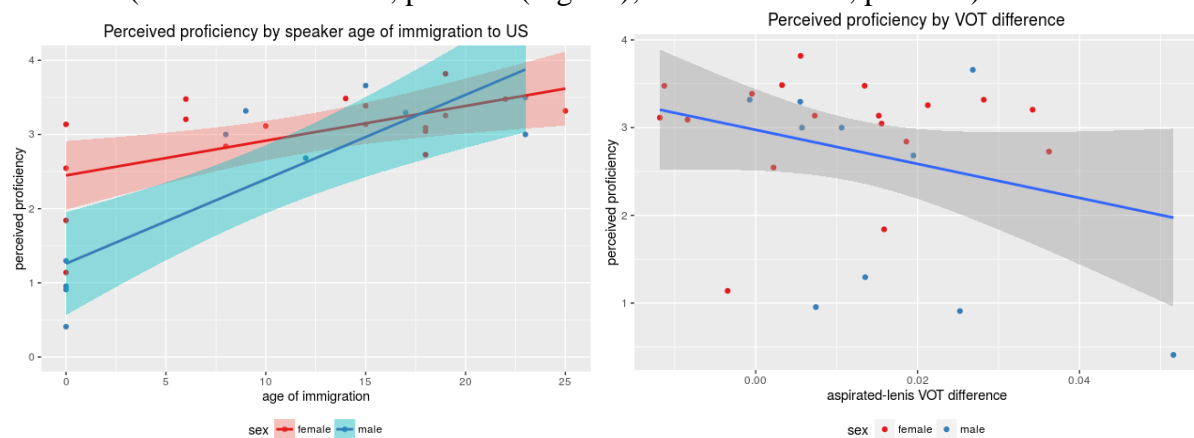 Perceived proficiency by speaker age of immigration to US
perceived proficiency
4
3
2
1
0
0 5 10 15 20 25
age of immigration
sex female male
Perceived proficiency by VOT difference
perceived proficiency
4
3
2
1
0.00 0.02 0.04
aspirated-lenis VOT difference
sex female male